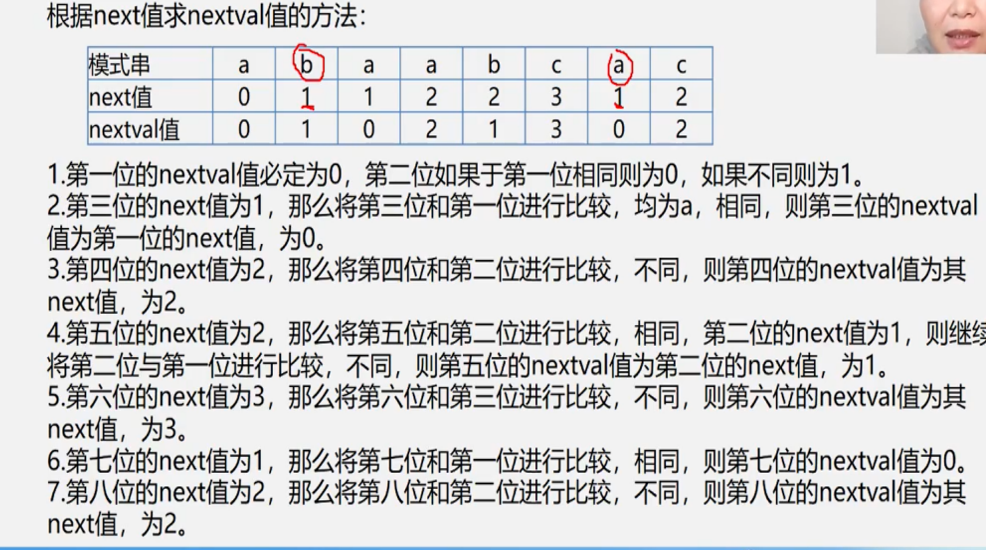 根据next值求nextval值的方法：
模式串 a b a a b c a c
next值 0 1 1 2 2 3 1 2
nextval值 0 1 0 2 1 3 0 2
1.第一位的nextval值必定为0，第二位如果于第一位相同则为0，如果不同则为1。
2.第三位的next值为1，那么将第三位和第一位进行比较，均为a，相同，则第三位的nextval
值为第一位的next值，为0。
3.第四位的next值为2，那么将第四位和第二位进行比较，不同，则第四位的nextval值为其
next值，为2。
4.第五位的next值为2，那么将第五位和第二位进行比较，相同，第二位的next值为1，则继续
将第二位与第一位进行比较，不同，则第五位的nextval值为第二位的next值，为1。
5.第六位的next值为3，那么将第六位和第三位进行比较，不同，则第六位的nextval值为其
next值，为3。
6.第七位的next值为1，那么将第七位和第一位进行比较，相同，则第七位的nextval值为0。
7.第八位的next值为2，那么将第八位和第二位进行比较，不同，则第八位的nextval值为其
next值，为2。